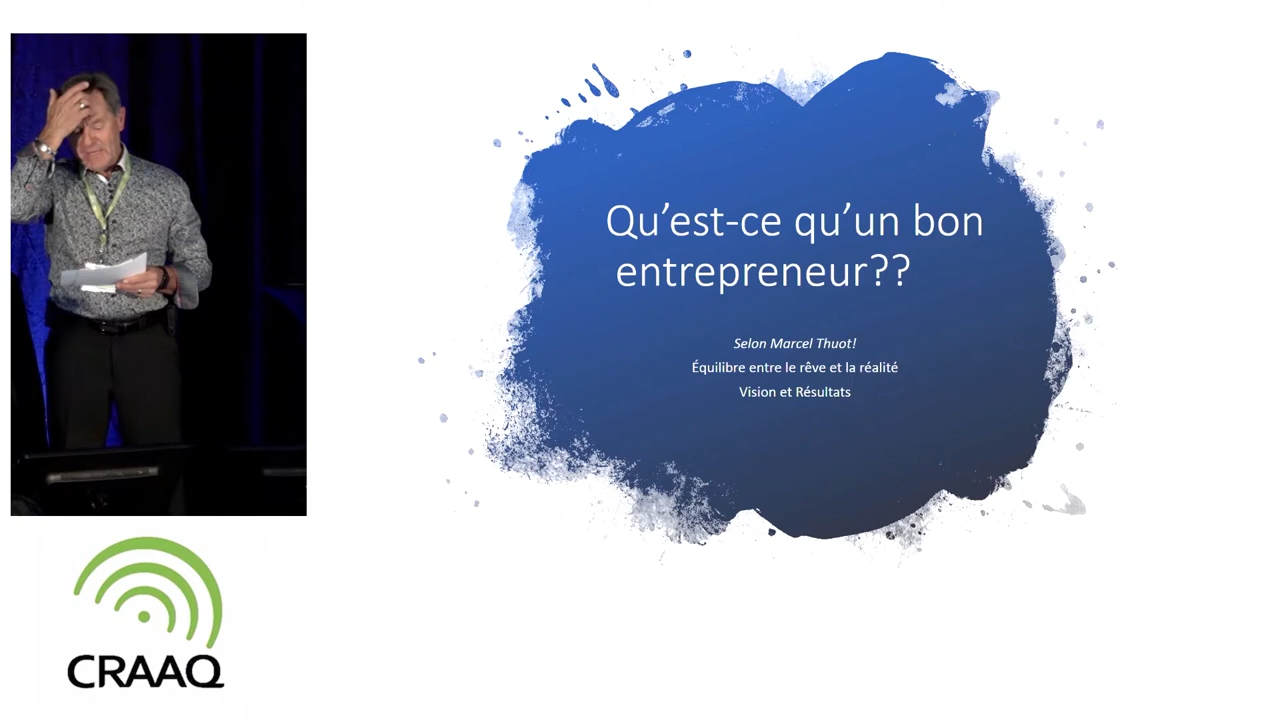 Qu’est-ce qu’un bon
entrepreneur??
Selon Marcel Thuot!
Équilibre entre le rêve et la réalité
Vision et Résultats
CRAAQ